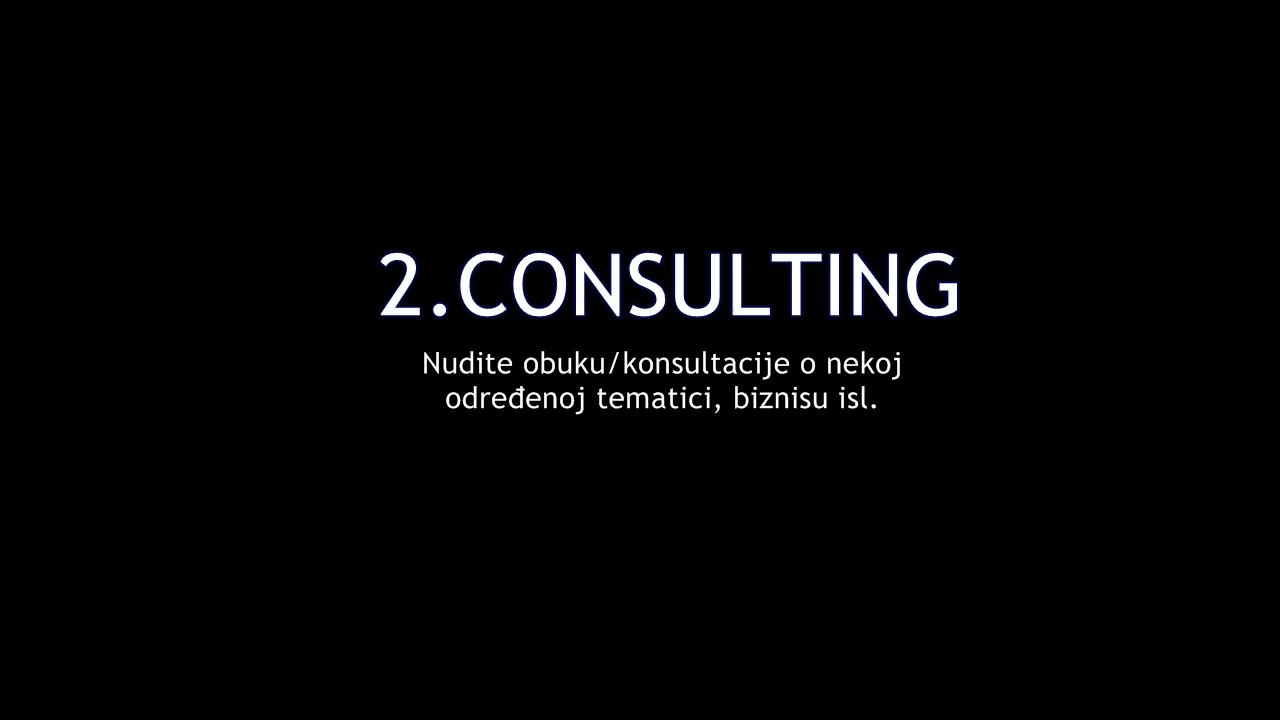 2.CONSULTING
Nudite obuku/konsultacije o nekoj
određenoj tematici, biznisu isl.